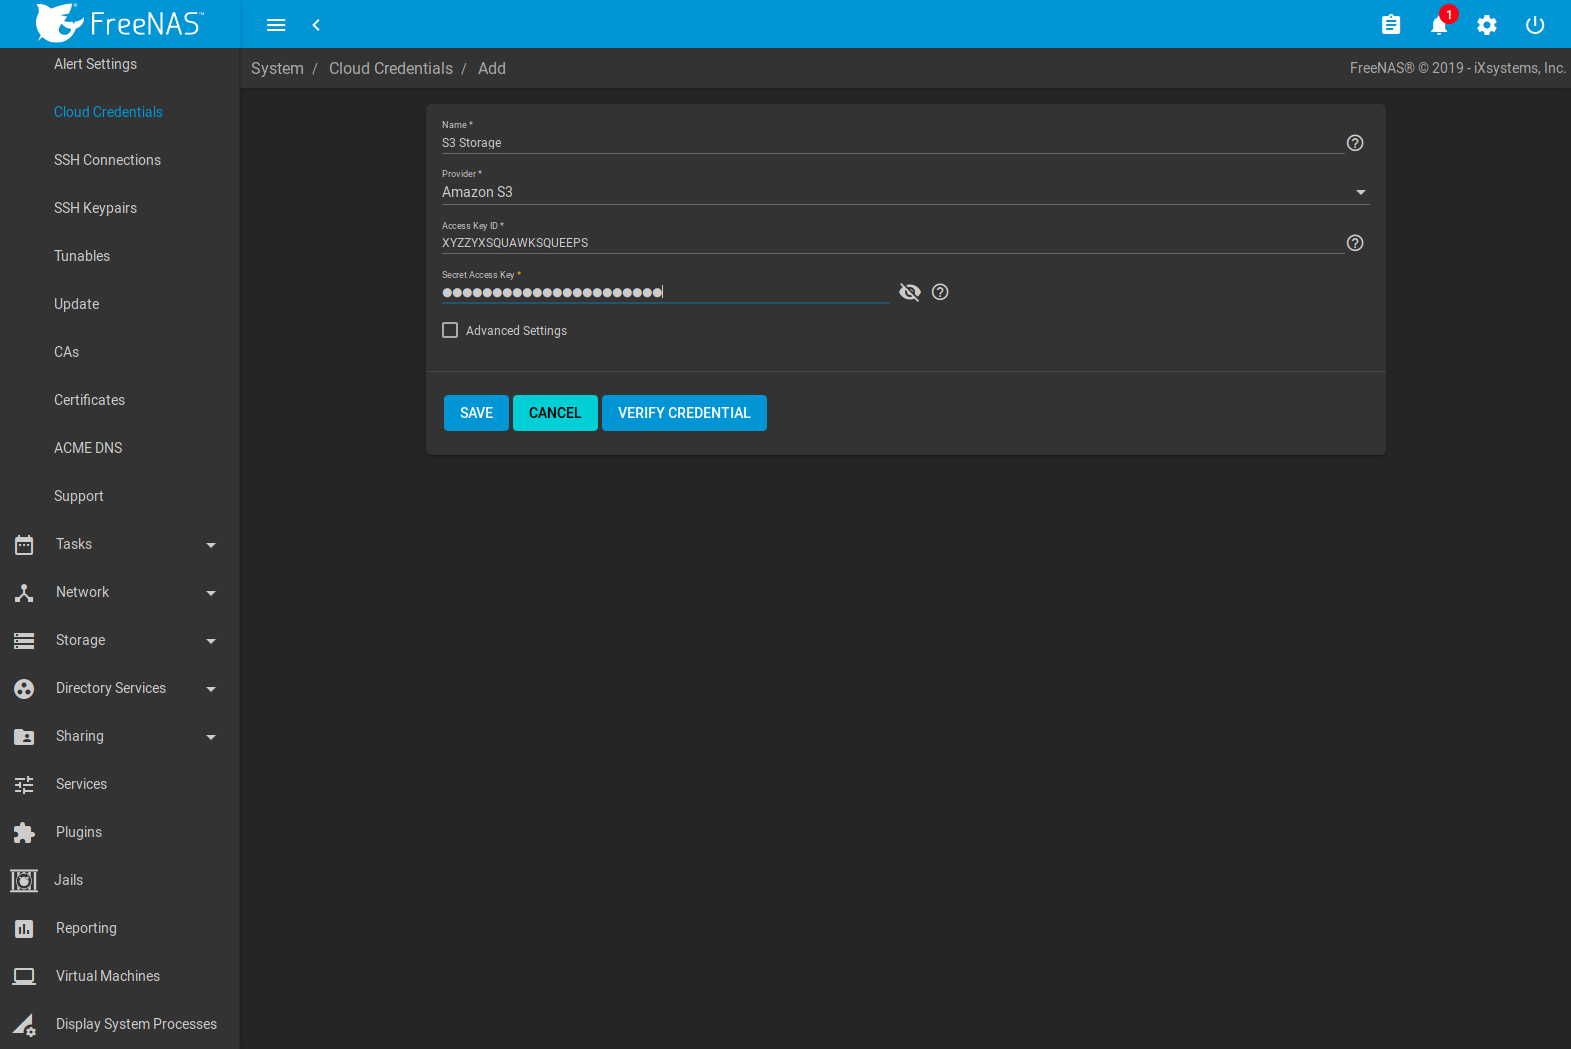 FreeNAS™
1
System / Cloud Credentials / Add
FreeNAS® © 2019 - iXsystems, Inc.
Alert Settings
Cloud Credentials
SSH Connections
SSH Keypairs
Tunables
Update
CAs
Certificates
ACME DNS
Support
Tasks
Network
Storage
Directory Services
Sharing
Services
Plugins
Jails
Reporting
Virtual Machines
Display System Processes
Name *
S3 Storage
Provider *
Amazon S3
Access Key ID *
XYZZYXSQUAWKSQUEEPS
Secret Access Key *
●●●●●●●●●●●●●●●●●●●●●●
Advanced Settings
SAVE CANCEL VERIFY CREDENTIAL